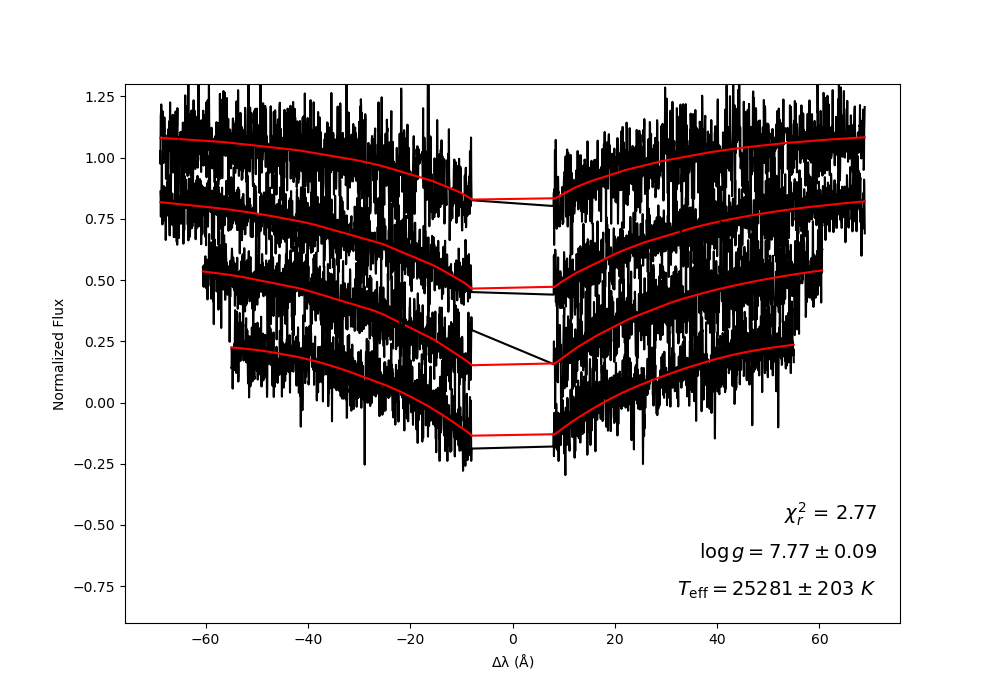 1.25
1.00
0.75
0.50
0.25
0.00
−0.25
−0.50
−0.75
Normalized Flux
χ²ᵣ = 2.77
log g = 7.77 ± 0.09
T_eff = 25281 ± 203 K
−60 −40 −20 0 20 40 60
Δλ (Å)